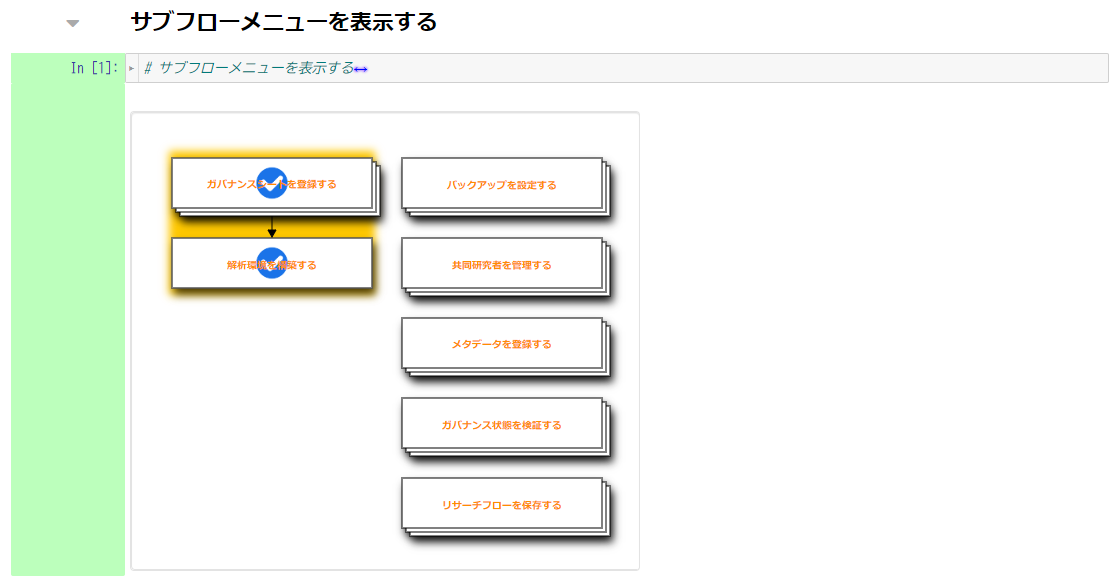 サブフローメニューを表示する
In [1]:
# サブフローメニューを表示する
ガバナンスシートを登録する
解析環境を構築する
バックアップを設定する
共同研究者を管理する
メタデータを登録する
ガバナンス状態を検証する
リサーチフローを保存する